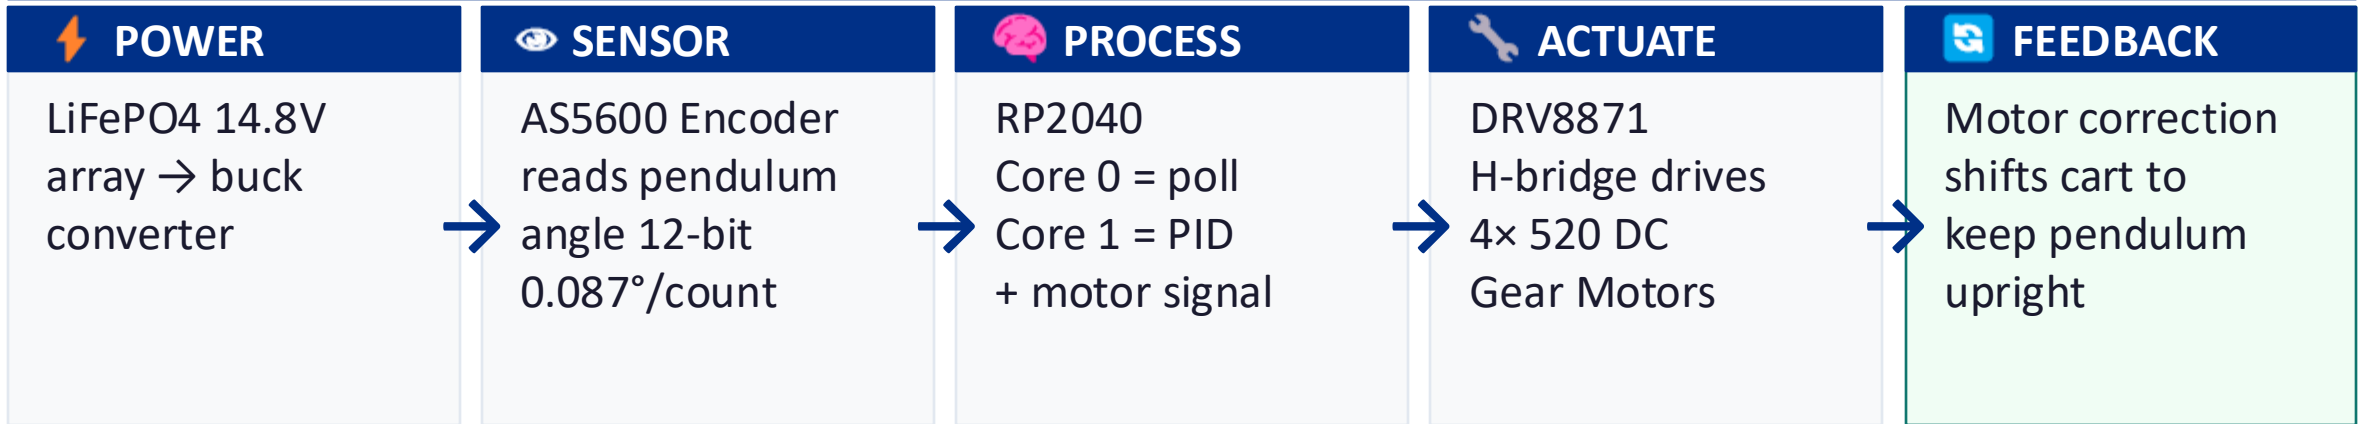 POWER
LiFePO4 14.8V
array → buck
converter
SENSOR
AS5600 Encoder
reads pendulum
angle 12-bit
0.087°/count
PROCESS
RP2040
Core 0 = poll
Core 1 = PID
+ motor signal
ACTUATE
DRV8871
H-bridge drives
4× 520 DC
Gear Motors
FEEDBACK
Motor correction
shifts cart to
keep pendulum
upright